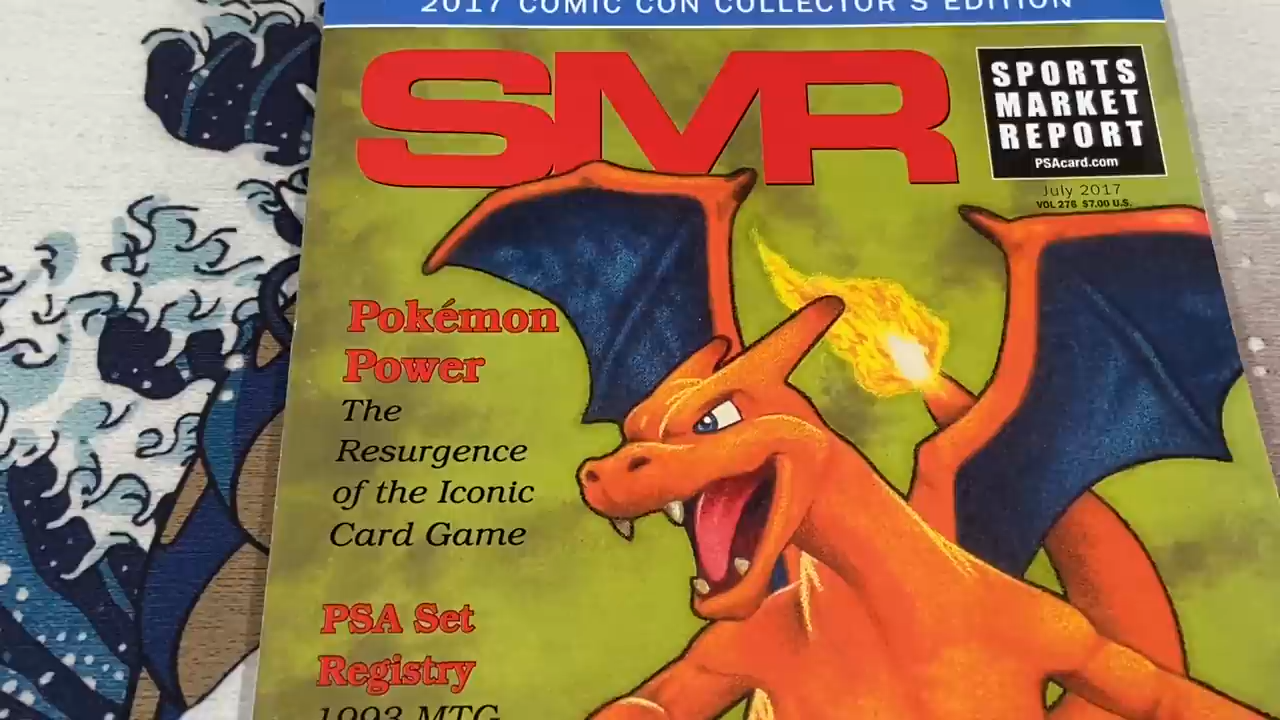 2017 COMIC CON COLLECTOR'S EDITION
SMR
SPORTS
MARKET
REPORT
PSAcard.com
July 2017
VOL 276 $7.00 U.S.
Pokémon
Power
The
Resurgence
of the Iconic
Card Game
PSA Set
Registry
1993 MTG